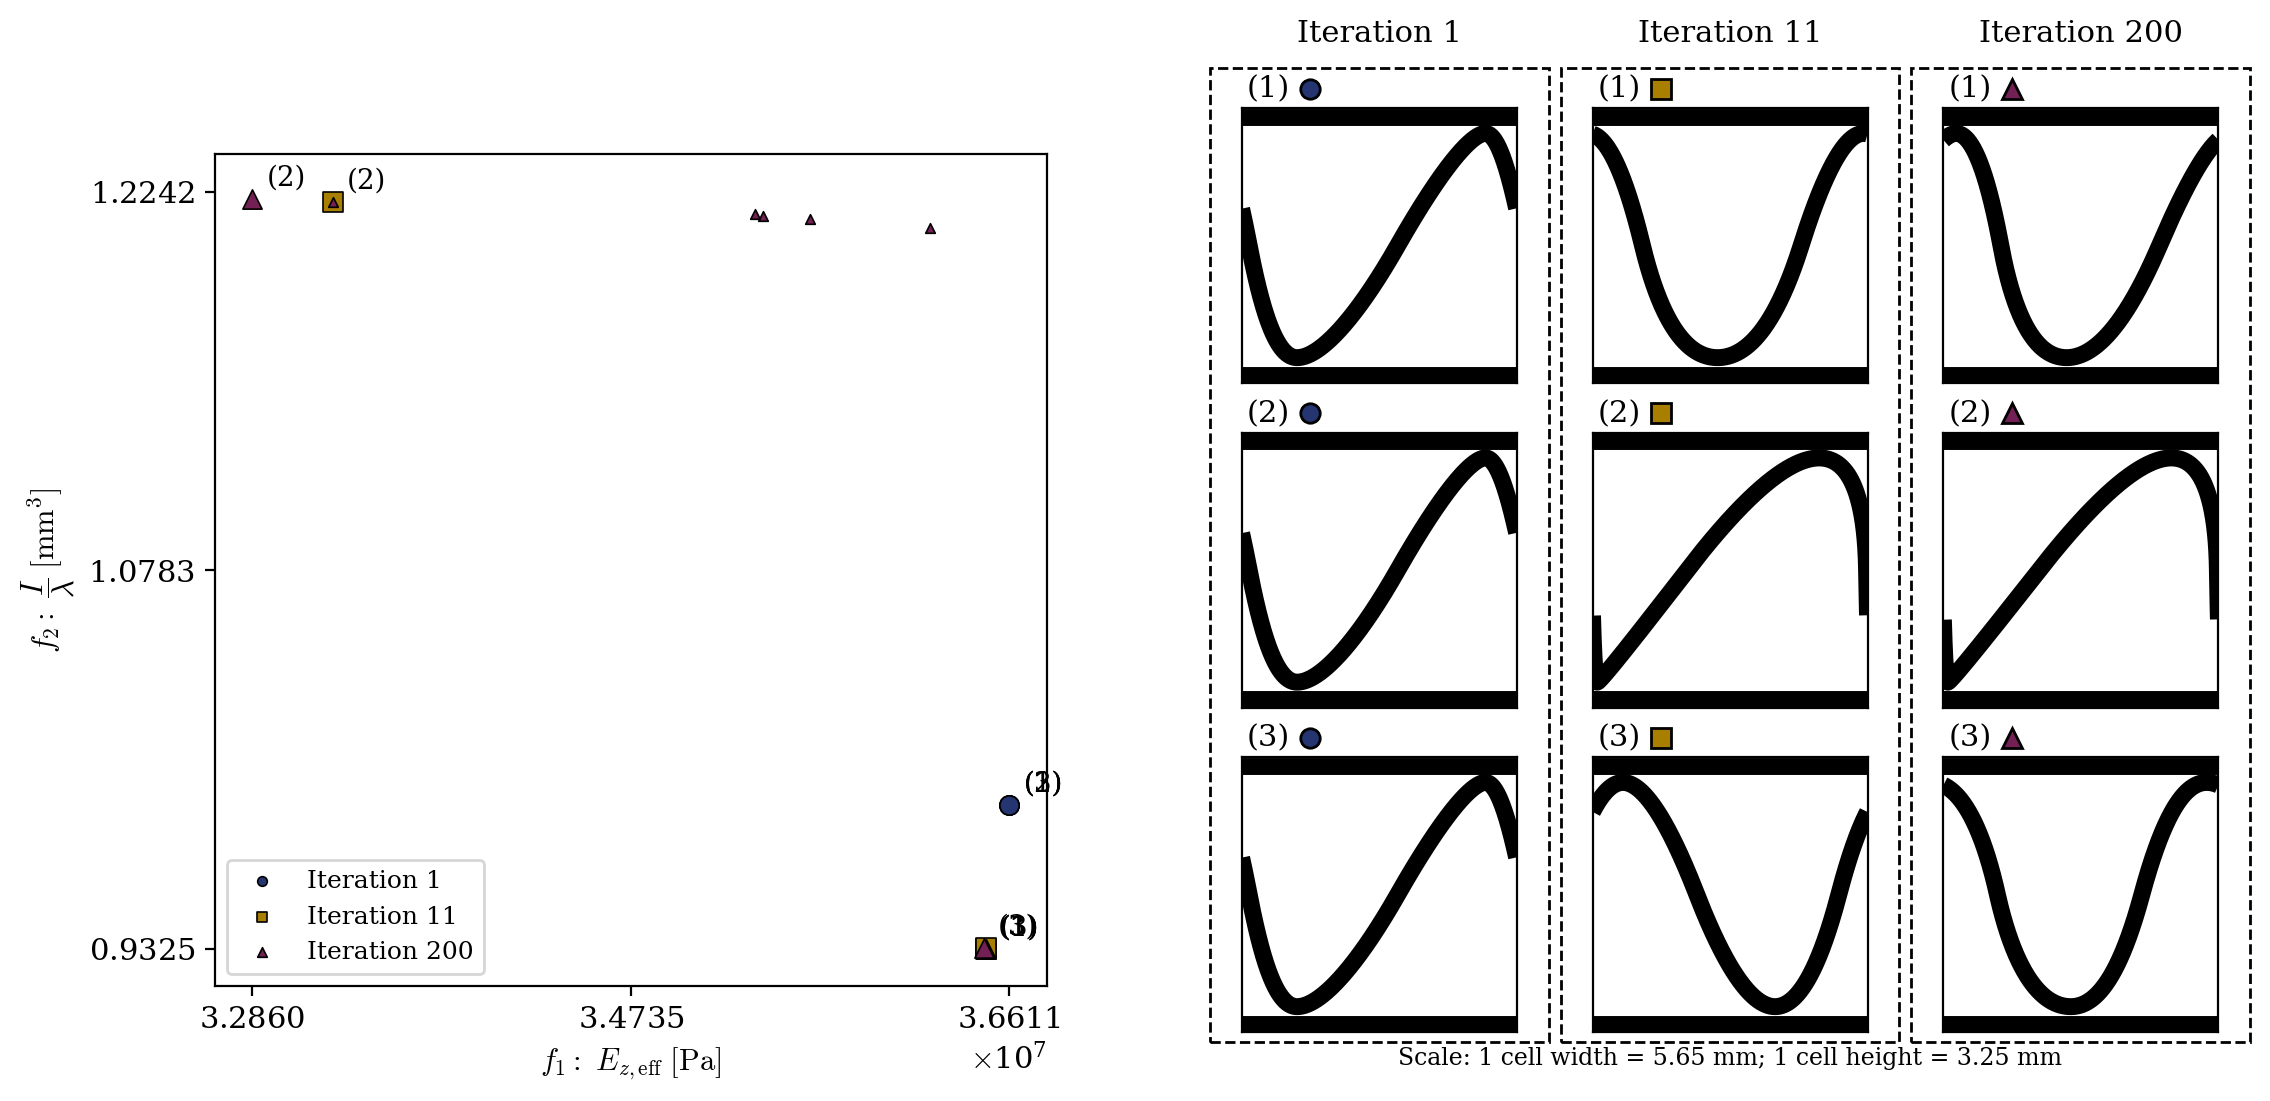 Iteration 1 Iteration 11 Iteration 200
(1) (1) (1)
(2) (2) (2)
(3) (3) (3)
Scale: 1 cell width = 5.65 mm; 1 cell height = 3.25 mm
1.2242
1.0783
0.9325
f₂: I/λ [mm³]
(2) (2)
Iteration 1
Iteration 11
Iteration 200
3.2860 3.4735 3.6611
×10⁷
f₁: E_z,eff [Pa]